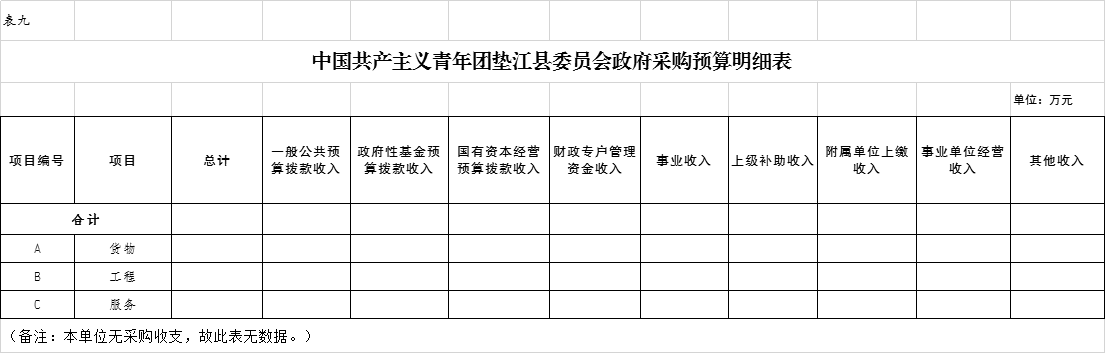 表九
中国共产主义青年团垫江县委员会政府采购预算明细表
单位：万元
项目编号 项目 总计 一般公共预算拨款收入 政府性基金预算拨款收入 国有资本经营预算拨款收入 财政专户管理资金收入 事业收入 上级补助收入 附属单位上缴收入 事业单位经营收入 其他收入
合计
A 货物
B 工程
C 服务
（备注：本单位无采购收支，故此表无数据。）